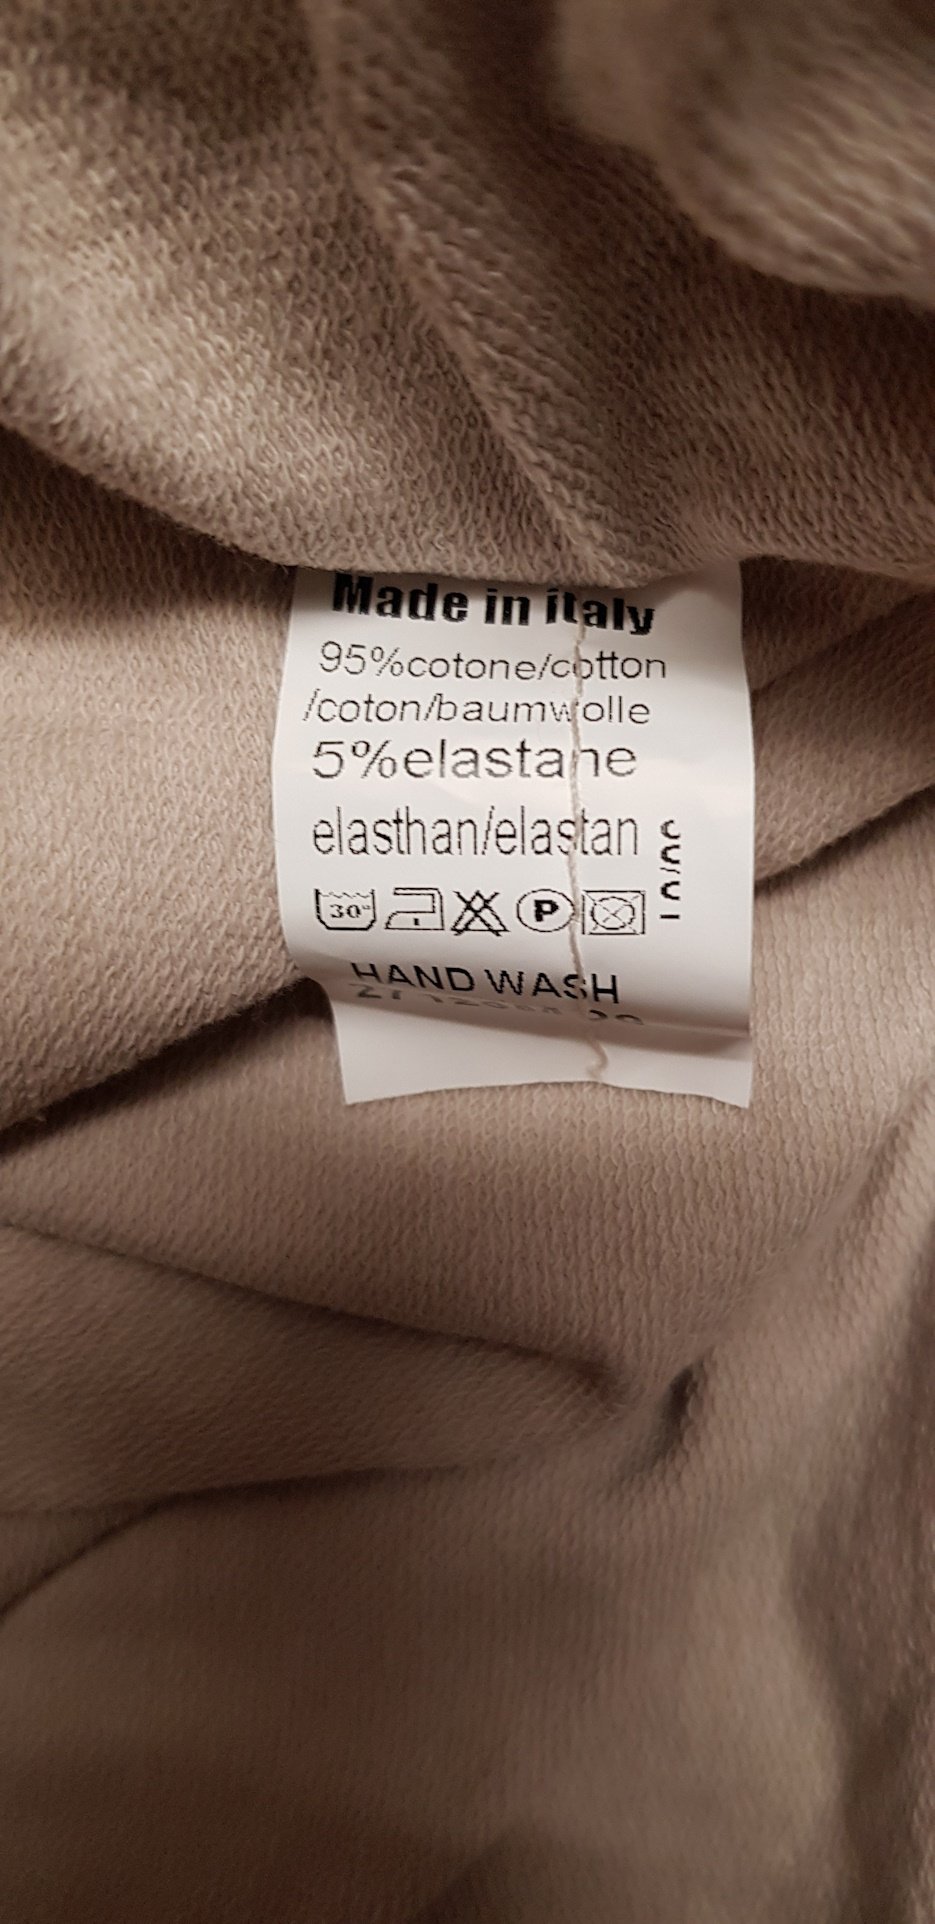 Made in italy
95%cotone/cotton
/coton/baumwolle
5%elastane
elasthan/elastan
30°
P
HAND WASH